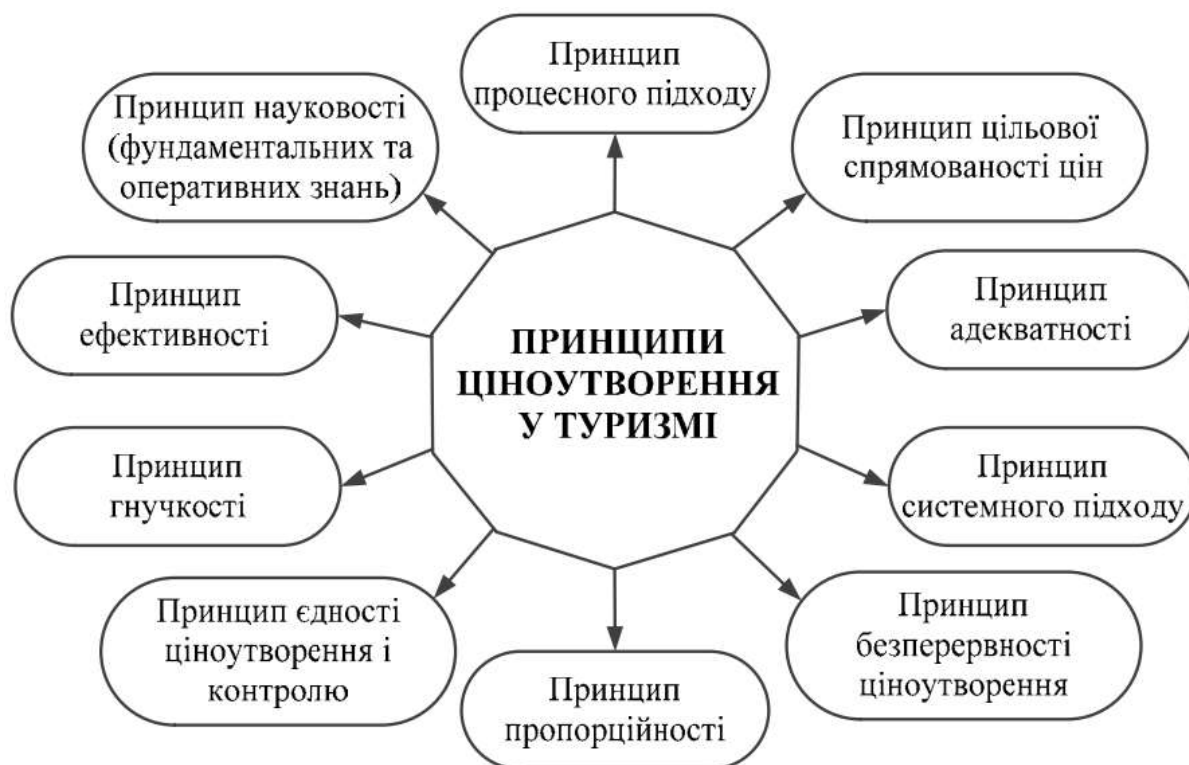 Принцип
процесного підходу
Принцип науковості
(фундаментальних та
оперативних знань)
Принцип цільової
спрямованості цін
Принцип
ефективності
Принцип
адекватності
ПРИНЦИПИ
ЦІНОУТВОРЕННЯ
У ТУРИЗМІ
Принцип
гнучкості
Принцип
системного підходу
Принцип єдності
ціноутворення і
контролю
Принцип
безперервності
ціноутворення
Принцип
пропорційності